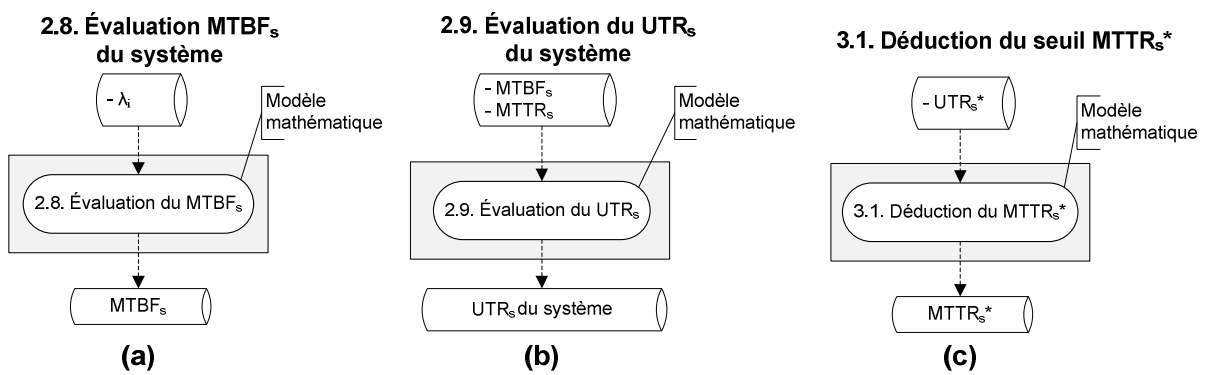 2.8. Évaluation MTBFs
du système
- λi
Modèle
mathématique
2.8. Évaluation du MTBFs
MTBFs
(a)
2.9. Évaluation du UTRs
du système
- MTBFs
- MTTRs
Modèle
mathématique
2.9. Évaluation du UTRs
UTRs du système
(b)
3.1. Déduction du seuil MTTRs*
- UTRs*
Modèle
mathématique
3.1. Déduction du MTTRs*
MTTRs*
(c)